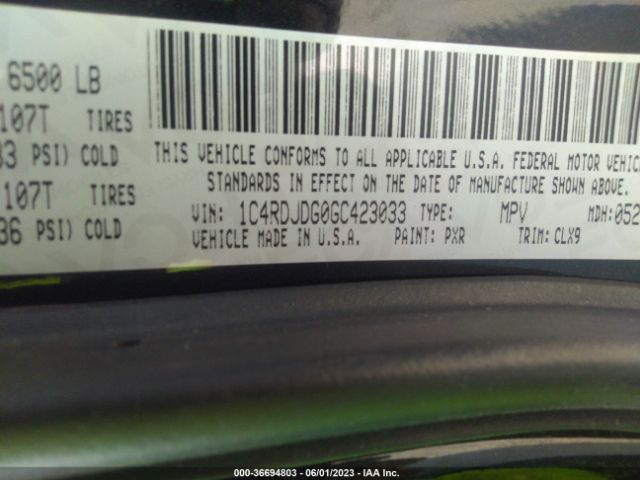 6500 LB
107T TIRES
33 PSI) COLD
107T TIRES
36 PSI) COLD
THIS VEHICLE CONFORMS TO ALL APPLICABLE U.S.A. FEDERAL MOTOR VEHIC
STANDARDS IN EFFECT ON THE DATE OF MANUFACTURE SHOWN ABOVE.
VIN: 1C4RDJDG0GC423033 TYPE: MPV MDH:052
VEHICLE MADE IN U.S.A. PAINT: PXR TRIM: CLX9
000-36694803 - 06/01/2023 - IAA Inc.